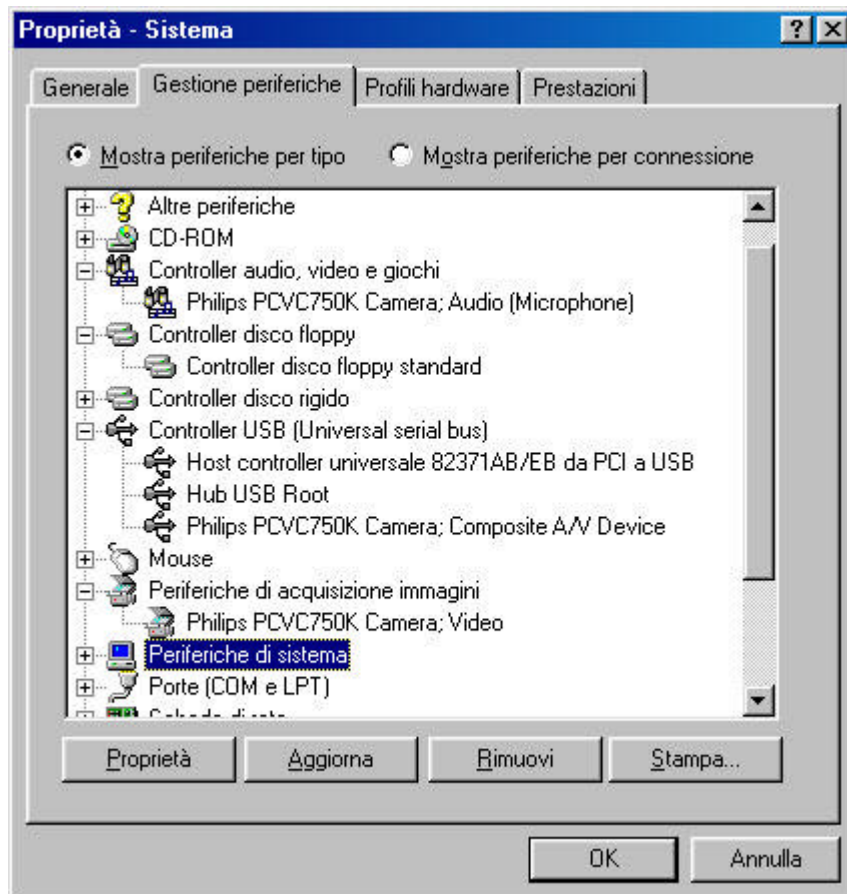 Proprietà - Sistema
Generale Gestione periferiche Profili hardware Prestazioni
Mostra periferiche per tipo Mostra periferiche per connessione
Altre periferiche
CD-ROM
Controller audio, video e giochi
Philips PCVC750K Camera; Audio (Microphone)
Controller disco floppy
Controller disco floppy standard
Controller disco rigido
Controller USB (Universal serial bus)
Host controller universale 82371AB/EB da PCI a USB
Hub USB Root
Philips PCVC750K Camera; Composite A/V Device
Mouse
Periferiche di acquisizione immagini
Philips PCVC750K Camera; Video
Periferiche di sistema
Porte (COM e LPT)
Proprietà Aggiorna Rimuovi Stampa...
OK Annulla